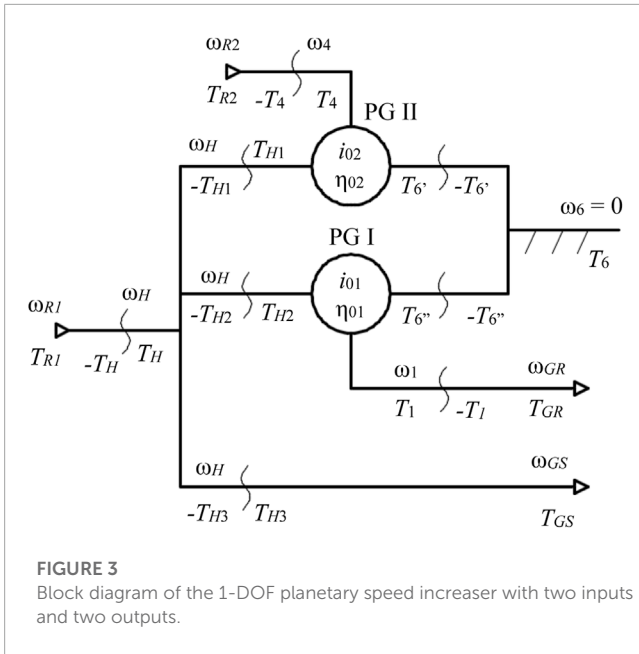 ωR2 ω4
TR2 -T4 T4 PG II
ωH TH1 i02
-TH1 η02 T6' -T6'
ω6 = 0
PG I T6
ωH i01
-TH2 TH2 η01 T6" -T6"
ωR1 ωH
TR1 -TH TH
ω1 ωGR
T1 -T1 TGR
ωH ωGS
-TH3 TH3 TGS
FIGURE 3
Block diagram of the 1-DOF planetary speed increaser with two inputs
and two outputs.